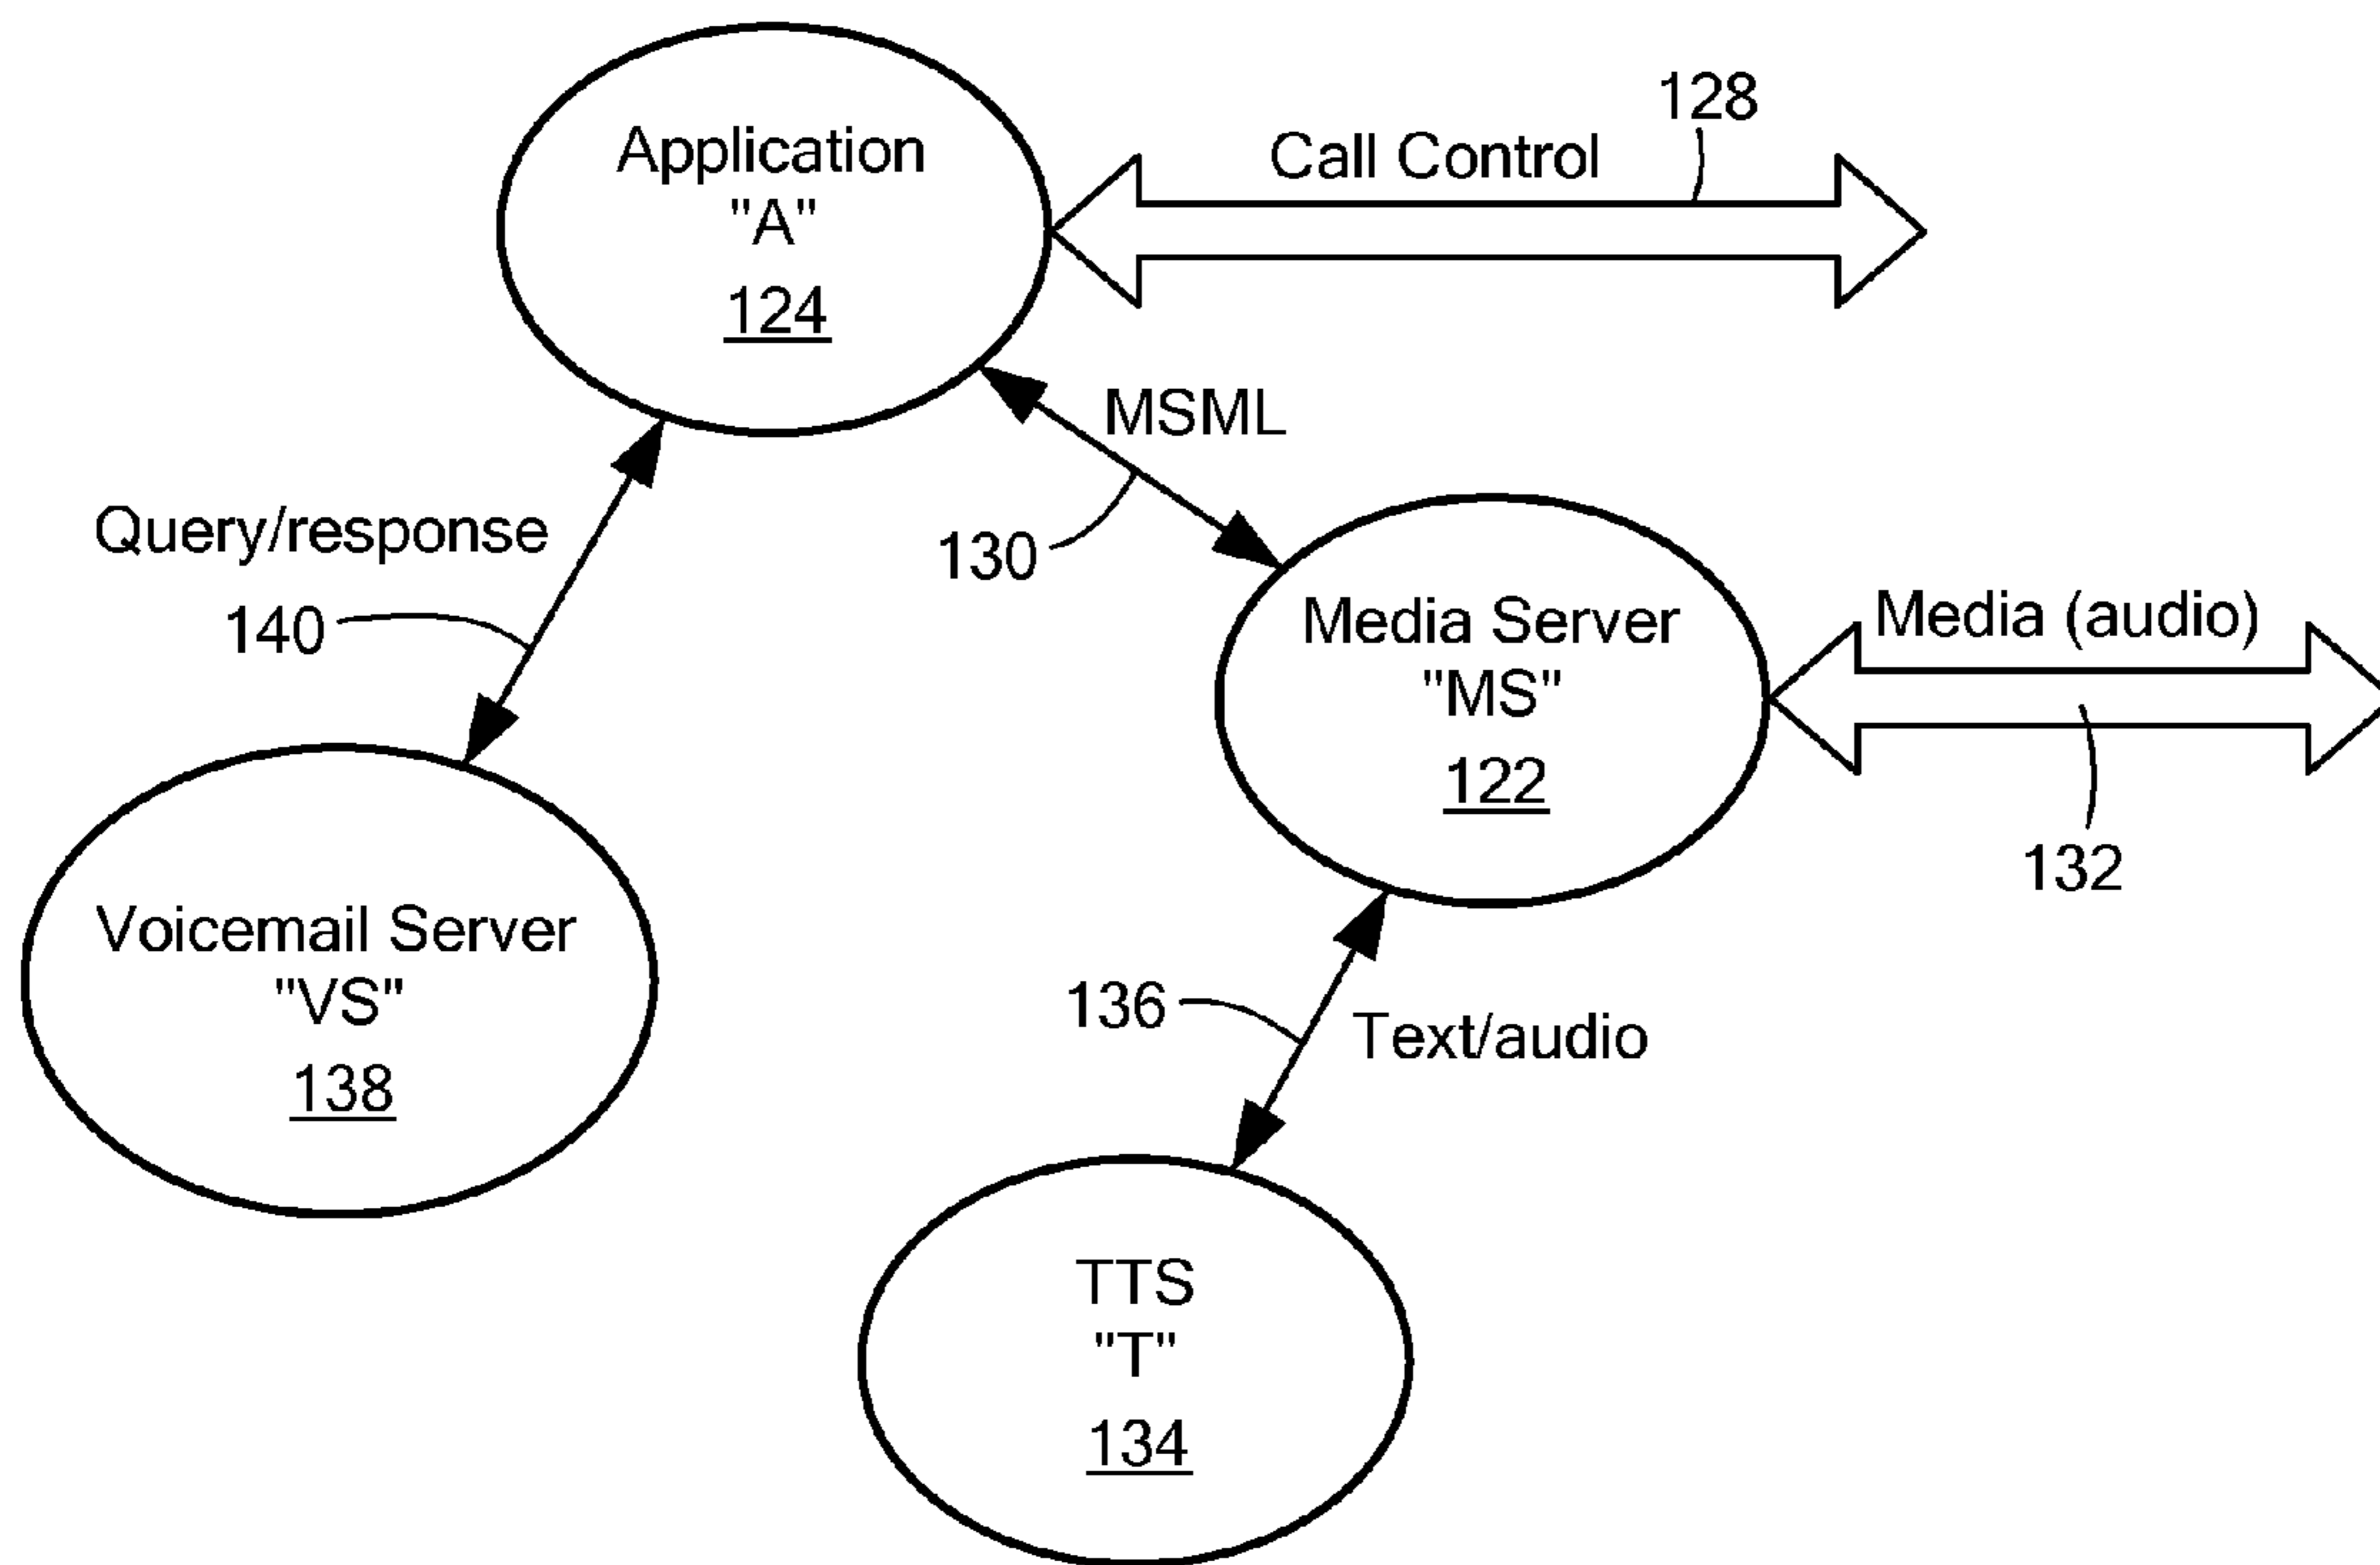 Application
"A"
124
128
Call Control
MSML
130
Query/response
140
Media Server
"MS"
122
Media (audio)
132
Voicemail Server
"VS"
138
136
Text/audio
TTS
"T"
134